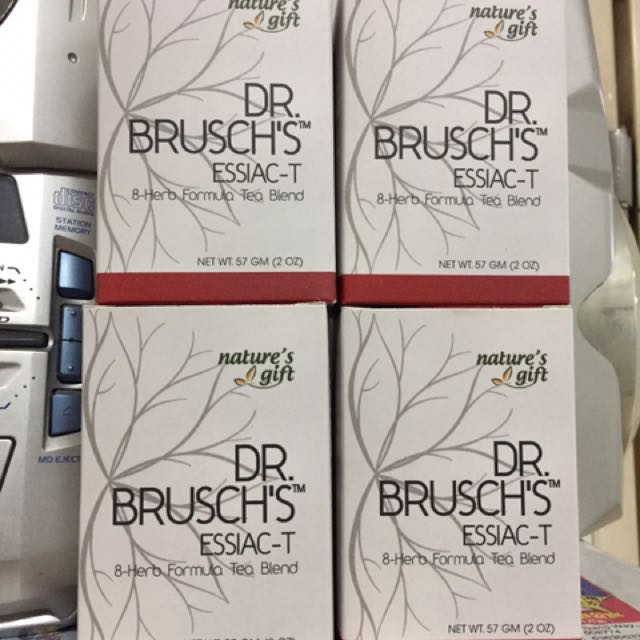 nature's
gift
DR.
BRUSCH'S™
ESSIAC-T
8-Herb Formula Tea Blend
NET WT. 57 GM (2 OZ)
nature's
gift
DR.
BRUSCH'S™
ESSIAC-T
8-Herb Formula Tea Blend
NET WT. 57 GM (2 OZ)
disc
STATION
MEMORY
MD EJECT
nature's
gift
DR.
BRUSCH'S™
ESSIAC-T
8-Herb Formula Tea Blend
nature's
gift
DR.
BRUSCH'S™
ESSIAC-T
8-Herb Formula Tea Blend
NET WT. 57 GM (2 OZ)